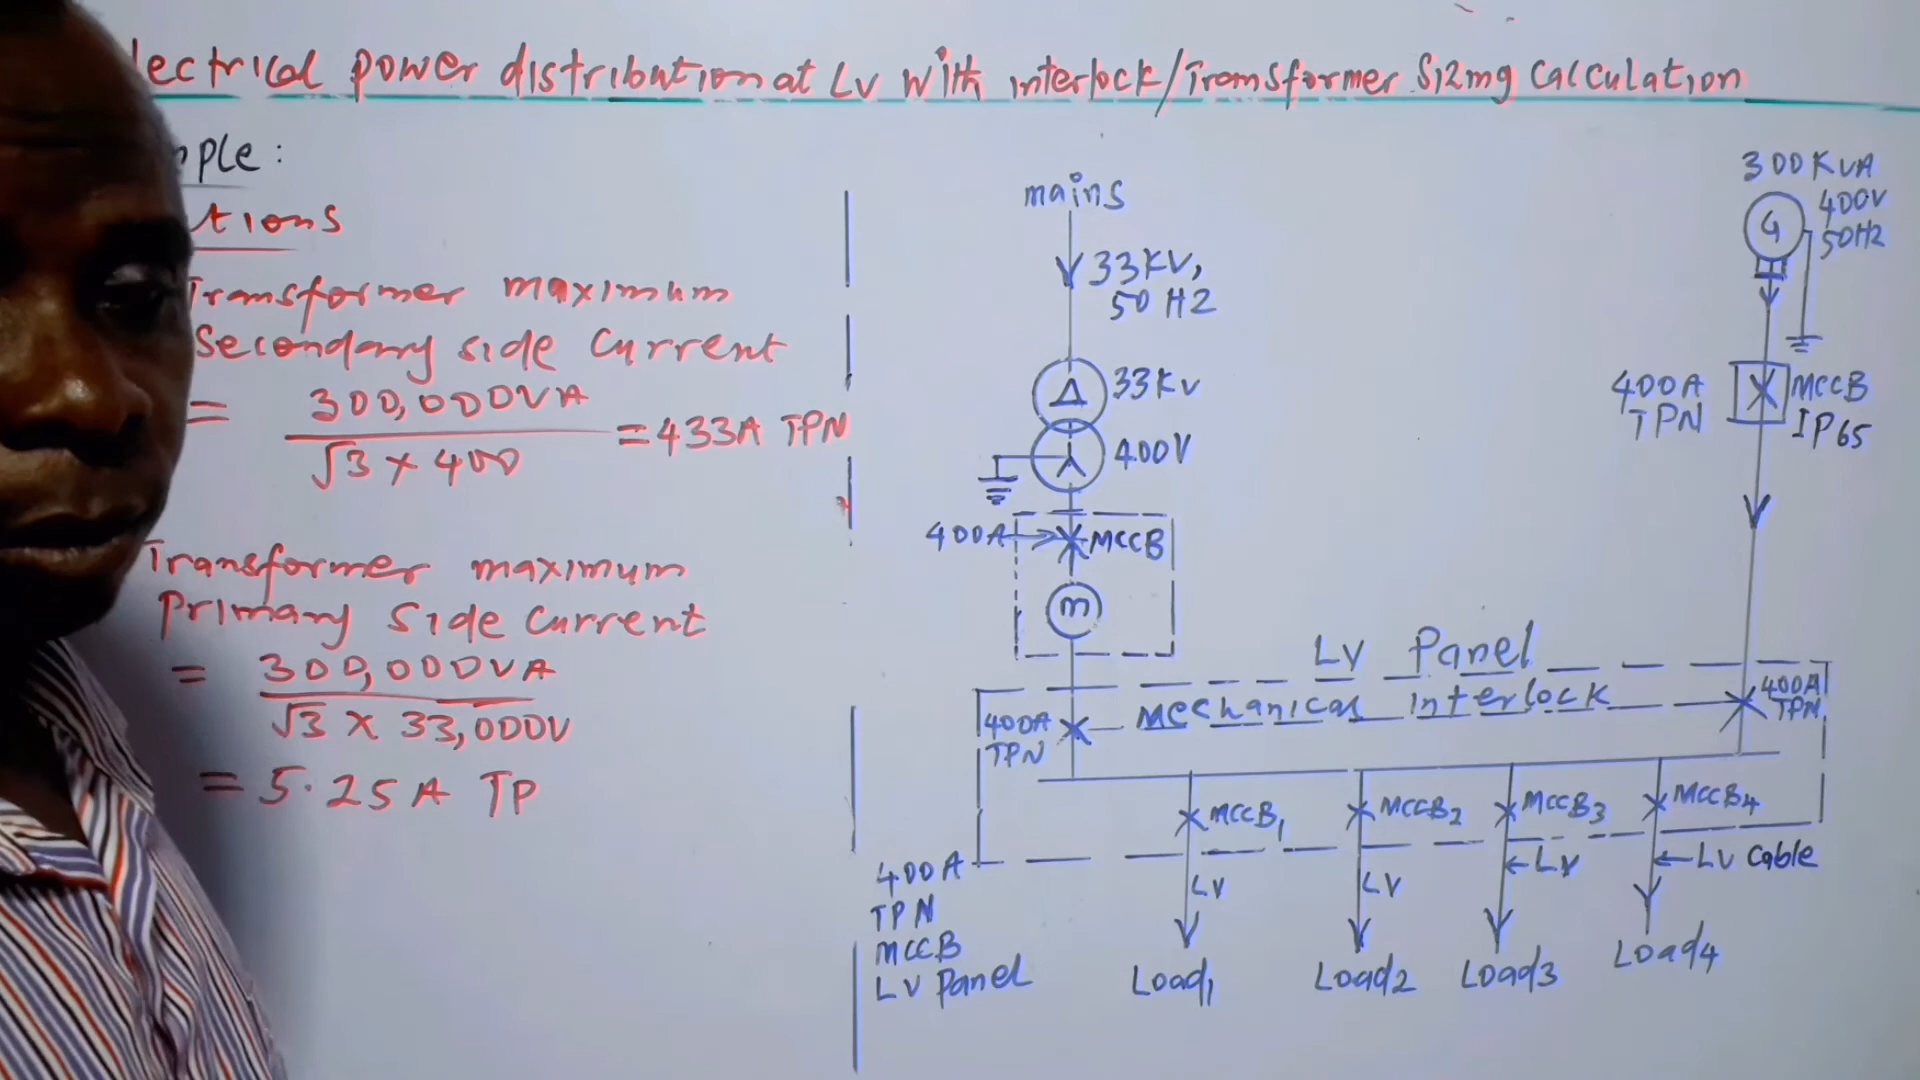 lectrical power distribution at LV with interlock/Transformer Sizing Calculation
mple:
tions
Transformer maximum
Secondary side current
= 300,000VA
√3 x 400
=433A TPN
Transformer maximum
Primary side current
= 300,000VA
√3 x 33,000V
= 5.25A TP
mains
33KV,
50HZ
Δ 33KV
400V
400A
MCCB
m
300KVA
G
400V
50HZ
400A
TPN
MCCB
IP65
LV Panel
Mechanical interlock
400A
TPN
400A
TPN
MCCB1
MCCB2
MCCB3
MCCB4
400A
TPN
MCCB
LV Panel
LV
LV
←LV
←LV Cable
Load1
Load2
Load3
Load4